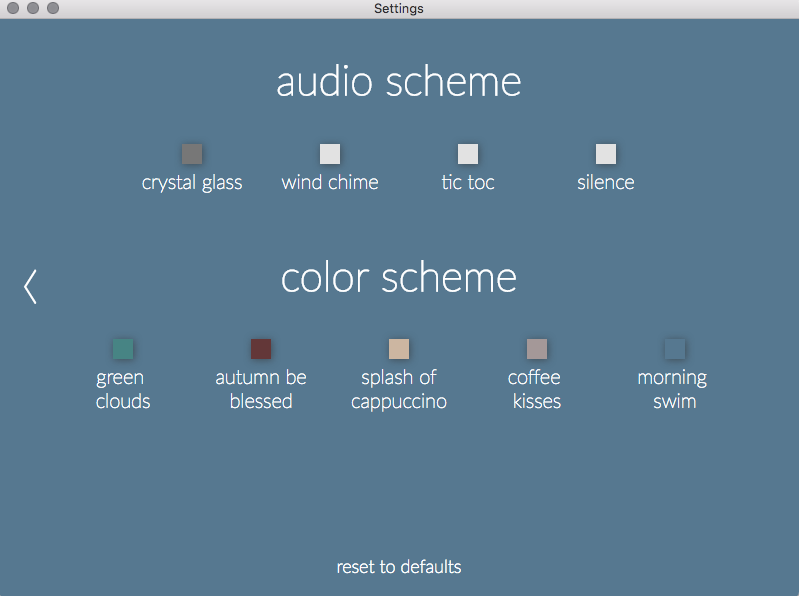 Settings
audio scheme
crystal glass
wind chime
tic toc
silence
color scheme
green
clouds
autumn be
blessed
splash of
cappuccino
coffee
kisses
morning
swim
reset to defaults